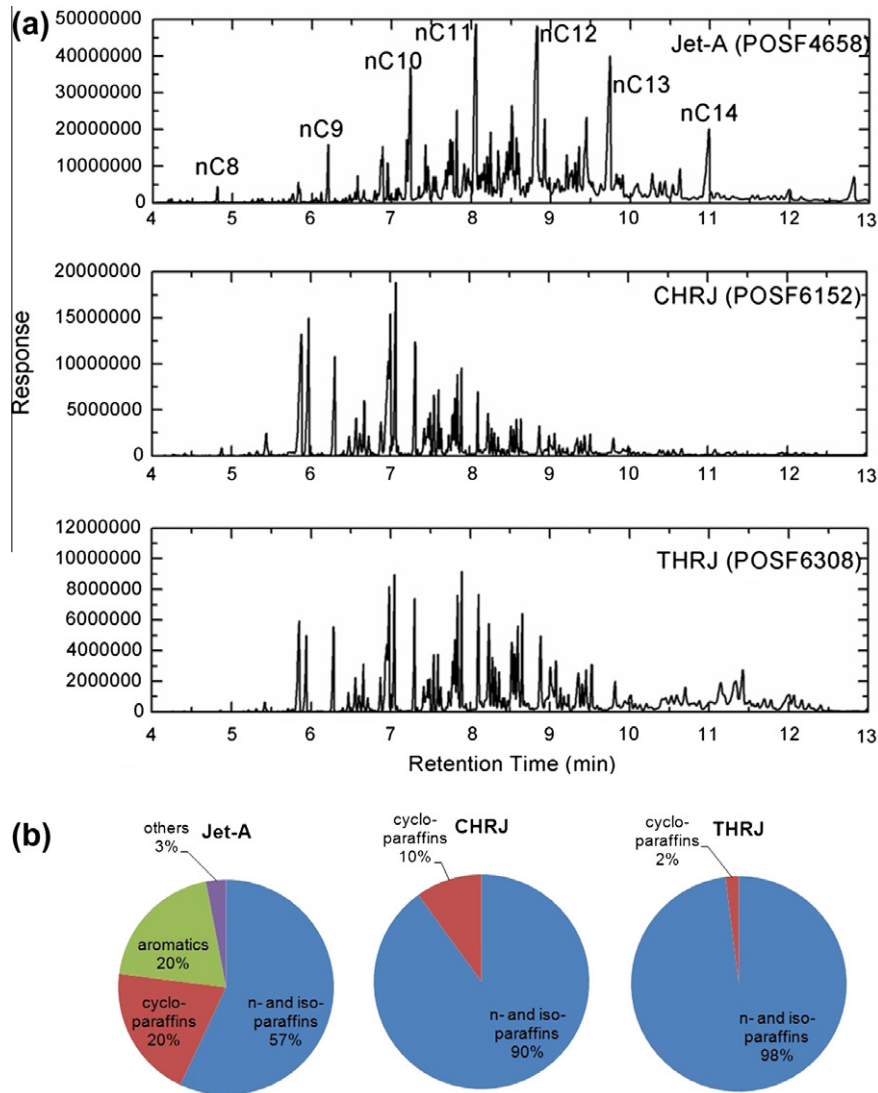 (a)
50000000
40000000
30000000
20000000
10000000
0
Jet-A (POSF4658)
nC8
nC9
nC10
nC11
nC12
nC13
nC14
4 5 6 7 8 9 10 11 12 13
Response
20000000
15000000
10000000
5000000
0
CHRJ (POSF6152)
4 5 6 7 8 9 10 11 12 13
12000000
10000000
8000000
6000000
4000000
2000000
0
THRJ (POSF6308)
4 5 6 7 8 9 10 11 12 13
Retention Time (min)
(b)
Jet-A
others
3%
aromatics
20%
cyclo-
paraffins
20%
n- and iso-
paraffins
57%
CHRJ
cyclo-
paraffins
10%
n- and iso-
paraffins
90%
THRJ
cyclo-
paraffins
2%
n- and iso-
paraffins
98%